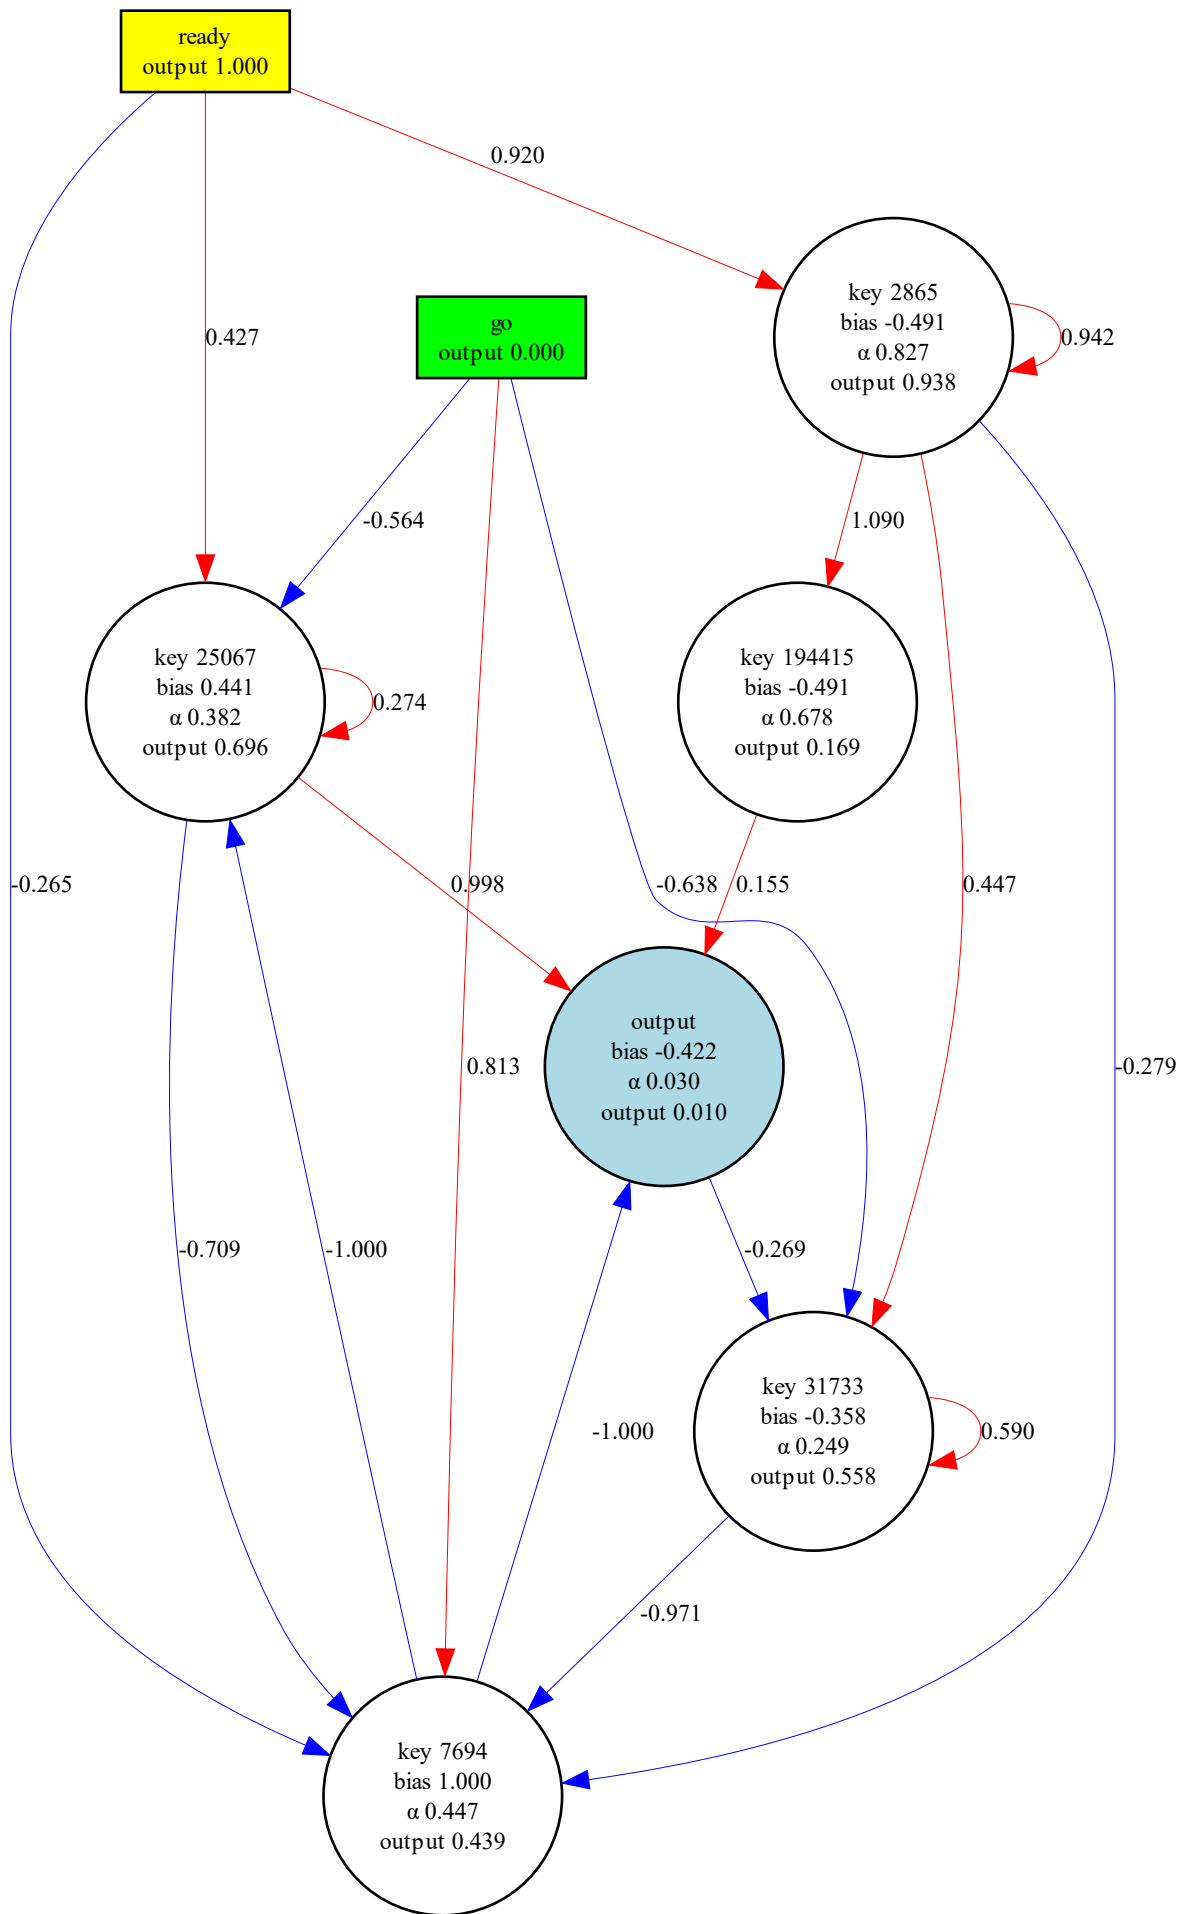 ready
output 1.000
0.920
key 2865
bias -0.491
α 0.827
output 0.938
0.942
go
output 0.000
0.427
-0.564
1.090
key 25067
bias 0.441
α 0.382
output 0.696
0.274
key 194415
bias -0.491
α 0.678
output 0.169
-0.265
0.998
-0.638
0.155
0.447
output
bias -0.422
α 0.030
output 0.010
0.813
-0.279
-0.709
-1.000
-0.269
key 31733
bias -0.358
α 0.249
output 0.558
-1.000
0.590
-0.971
key 7694
bias 1.000
α 0.447
output 0.439